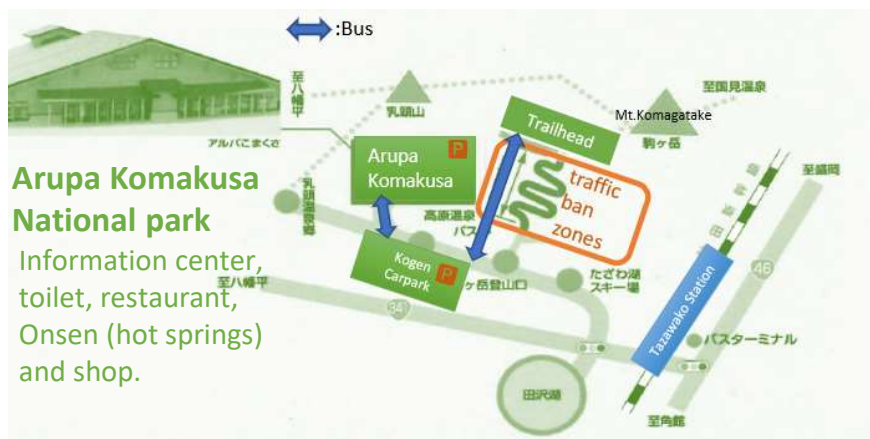 :Bus
至八幡平
乳頭山
至国見温泉
Mt.Komagatake
駒ヶ岳
Trailhead
アルパこまくさ
Arupa
Komakusa
P
traffic
ban
zones
至盛岡
Arupa Komakusa
National park
Information center,
toilet, restaurant,
Onsen (hot springs)
and shop.
高原温泉
バス
Kogen
Carpark
P
ヶ岳登山口
たざわ湖
スキー場
至八幡平
341
46
Tazawako Station
バスターミナル
田沢湖
至角館